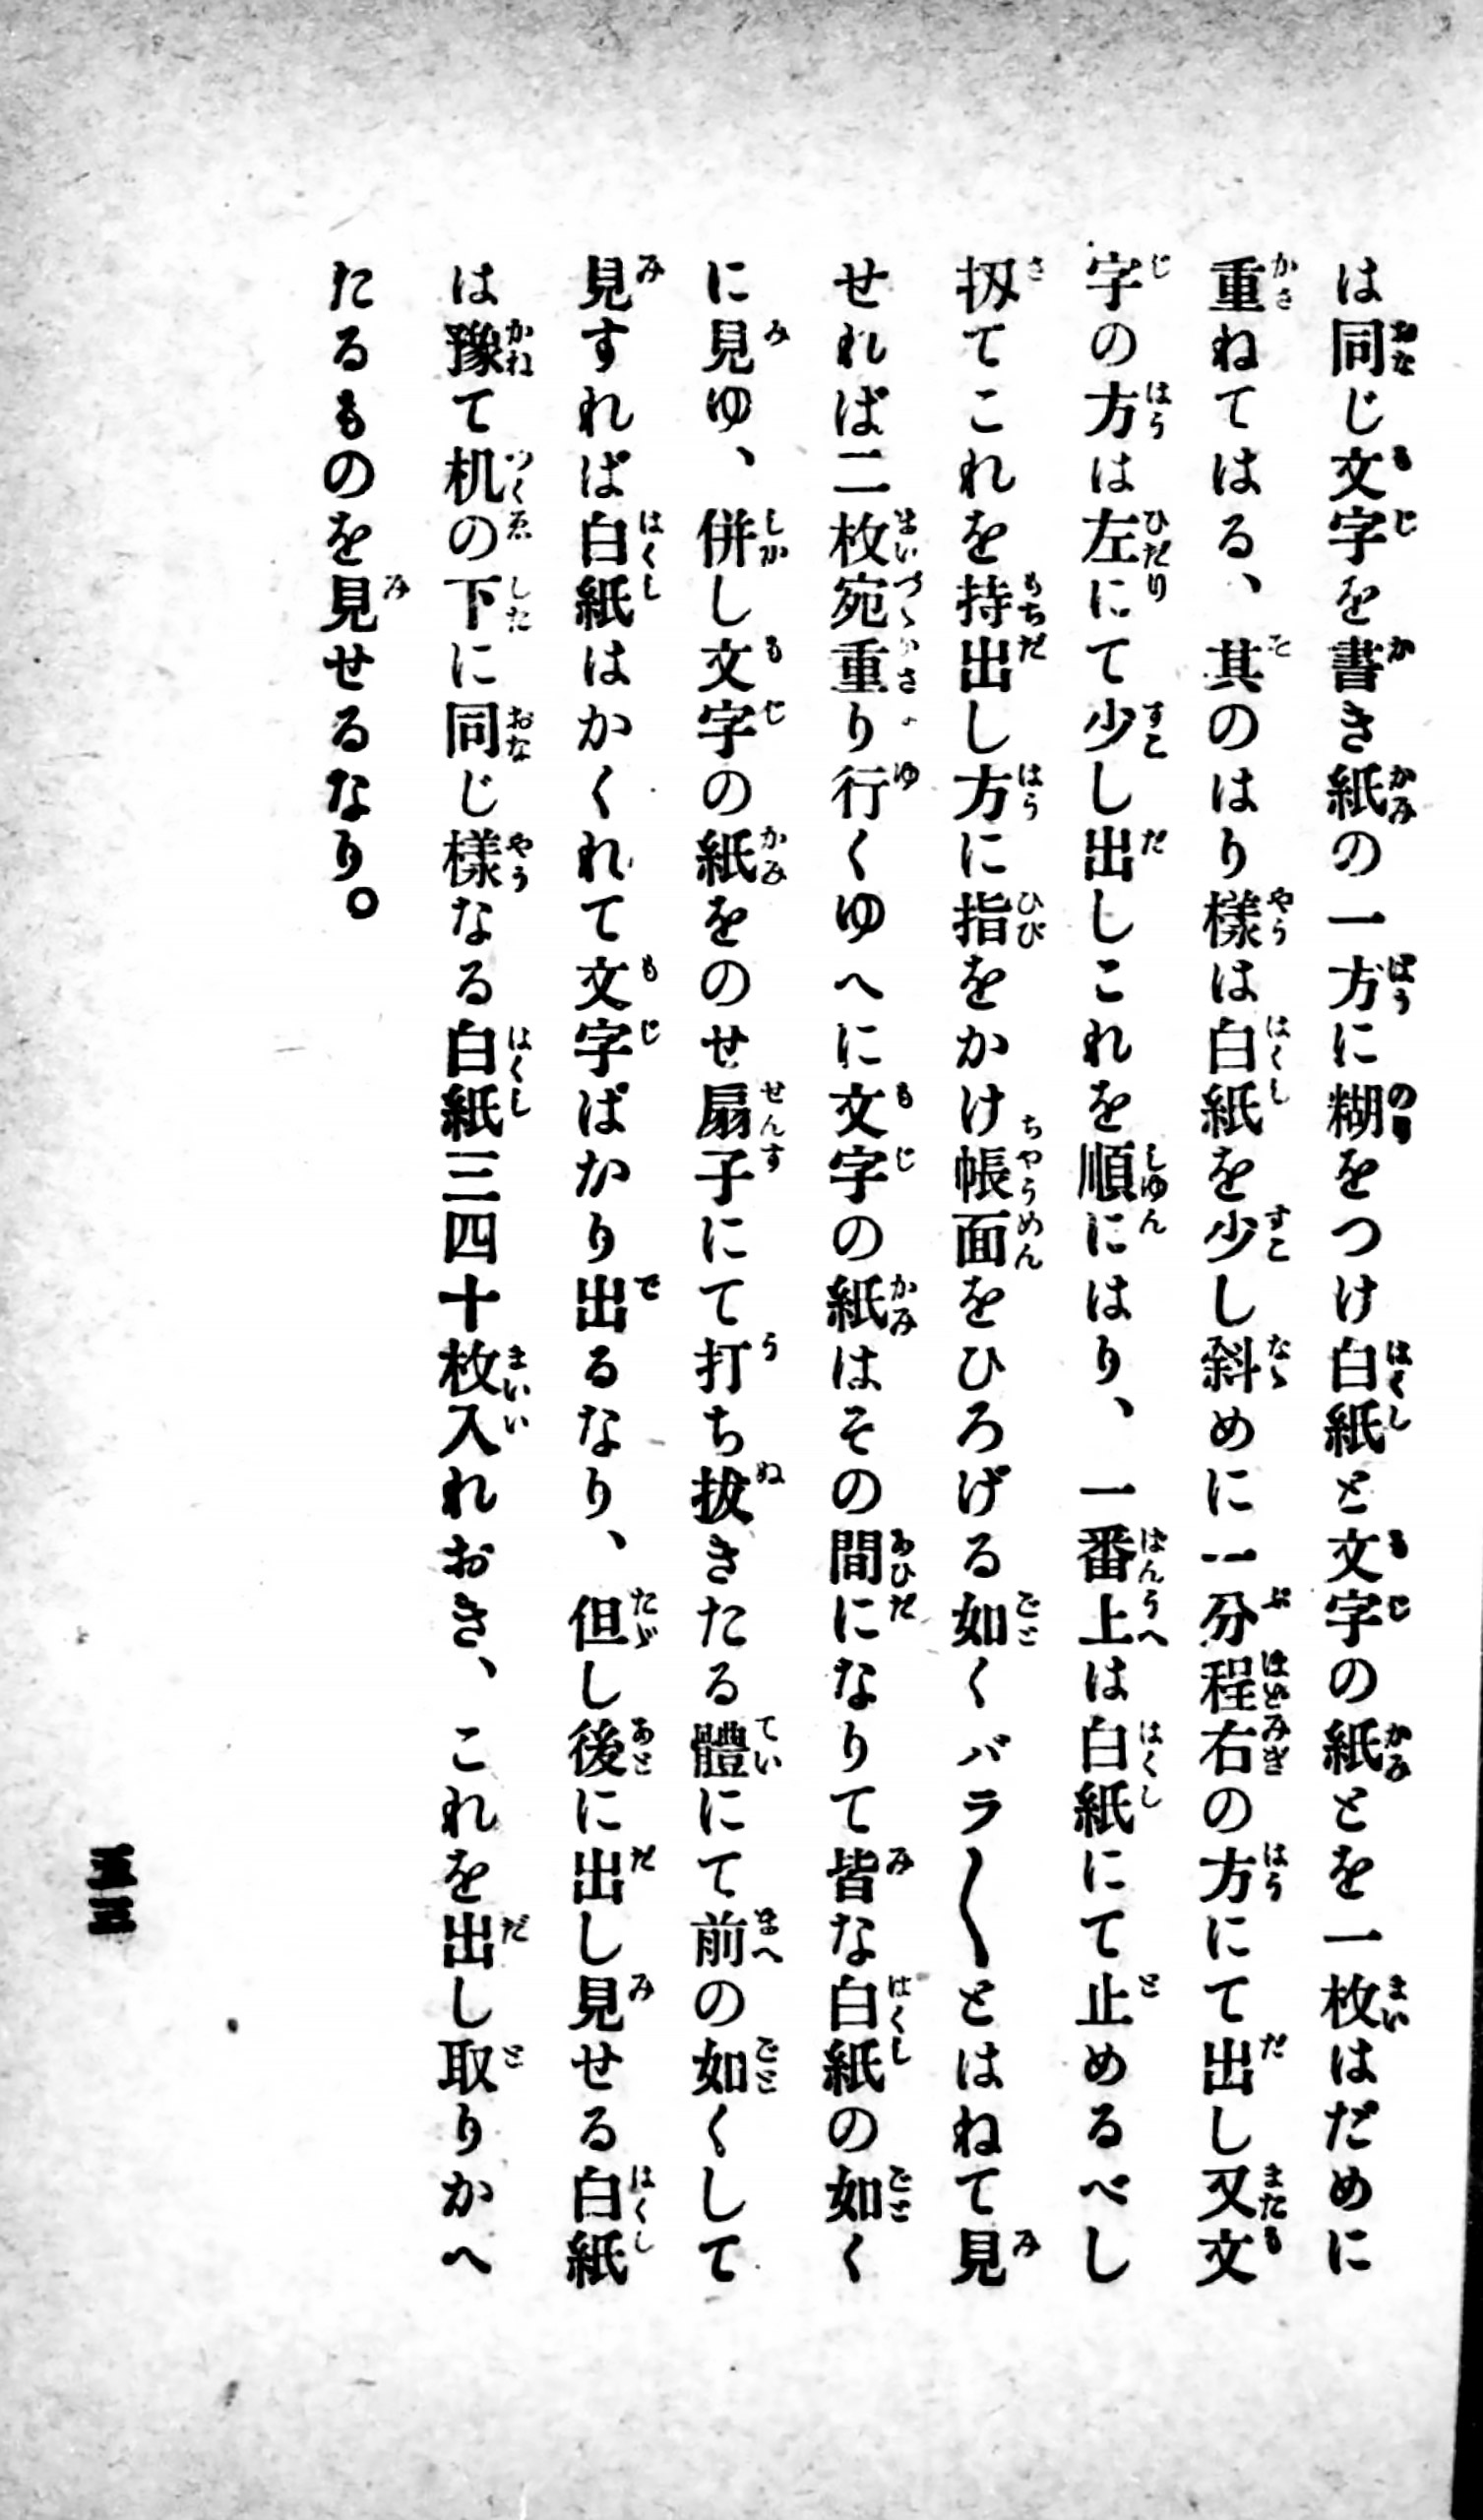 は同じ文字を書き紙の一方に糊をつけ白紙と文字の紙とを一枚はだめに
重ねてはる、其のはり樣は白紙を少し斜めに一分程右の方にて出し又文
字の方は左にて少し出しこれを順にはり、一番上は白紙にて止めるべし
扨てこれを持出し方に指をかけ帳面をひろげる如くバラ〱とはねて見
せれば二枚宛重り行くゆへに文字の紙はその間になりて皆な白紙の如く
に見ゆ、併し文字の紙をのせ扇子にて打ち拔きたる體にて前の如くして
見すれば白紙はかくれて文字ばかり出るなり、但し後に出し見せる白紙
は豫て机の下に同じ樣なる白紙三四十枚入れおき、これを出し取りかへ
たるものを見せるなり。
五三